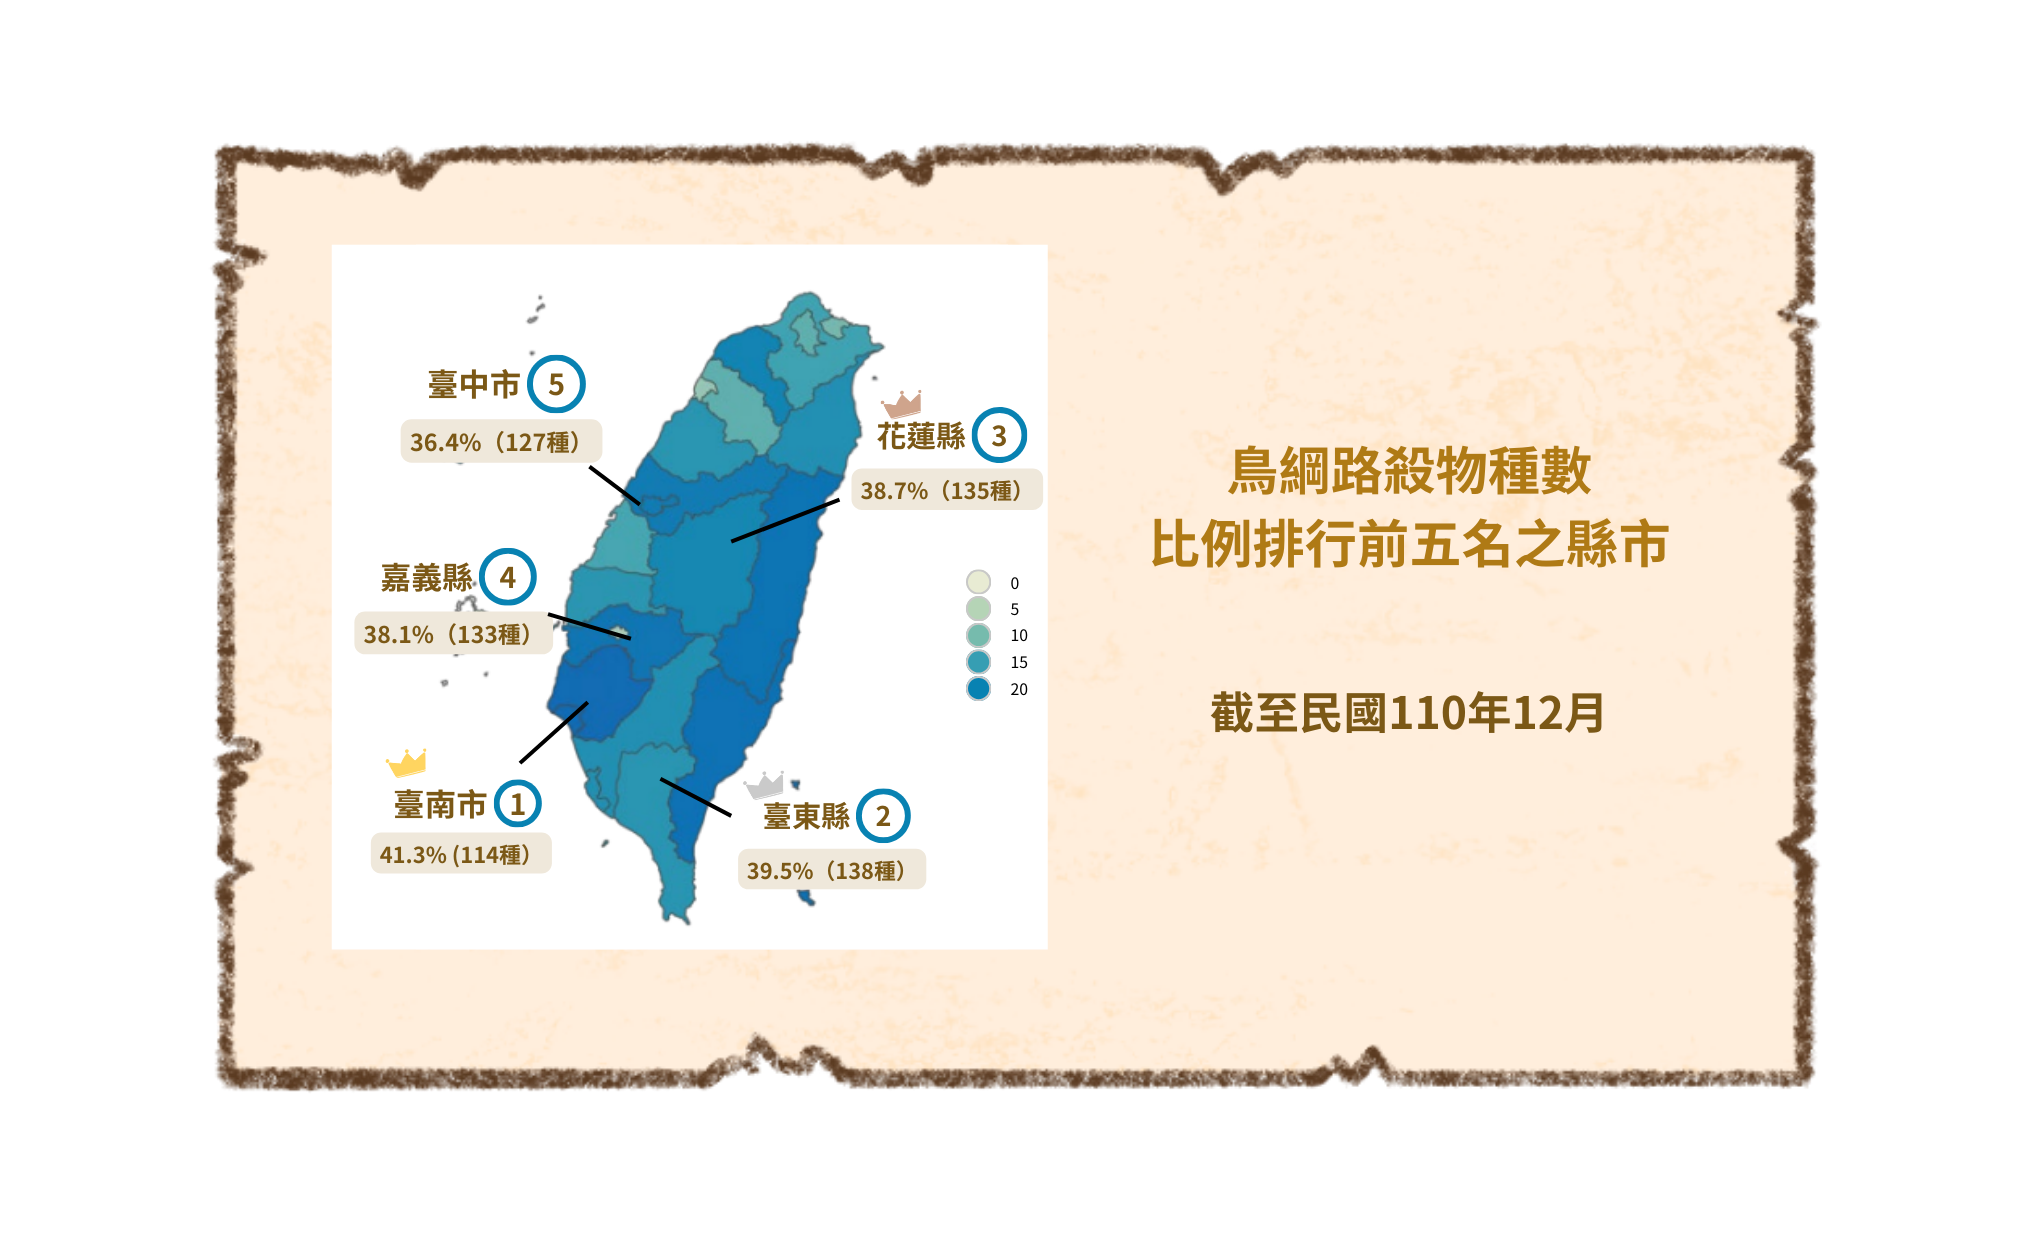 臺中市 5
36.4%（127種）
花蓮縣 3
38.7%（135種）
嘉義縣 4
38.1%（133種）
臺南市 1
41.3% (114種）
臺東縣 2
39.5%（138種）
0
5
10
15
20
鳥綱路殺物種數
比例排行前五名之縣市
截至民國110年12月